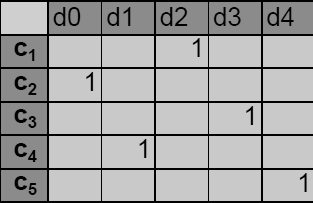 d0 d1 d2 d3 d4
c₁ 1
c₂ 1
c₃ 1
c₄ 1
c₅ 1